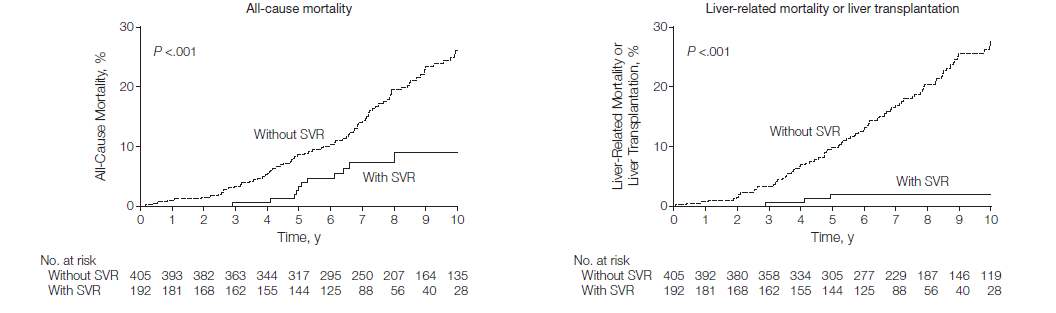 All-cause mortality
30
20
10
0
All-Cause Mortality, %
P <.001
Without SVR
With SVR
0 1 2 3 4 5 6 7 8 9 10
Time, y
No. at risk
Without SVR 405 393 382 363 344 317 295 250 207 164 135
With SVR 192 181 168 162 155 144 125 88 56 40 28
Liver-related mortality or liver transplantation
30
20
10
0
Liver-Related Mortality or
Liver Transplantation, %
P <.001
Without SVR
With SVR
0 1 2 3 4 5 6 7 8 9 10
Time, y
No. at risk
Without SVR 405 392 380 358 334 305 277 229 187 146 119
With SVR 192 181 168 162 155 144 125 88 56 40 28